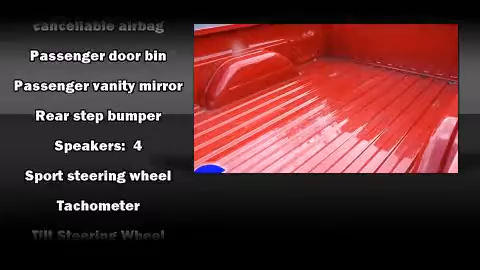 cancellable airbag
Passenger door bin
Passenger vanity mirror
Rear step bumper
Speakers: 4
Sport steering wheel
Tachometer
Tilt Steering Wheel